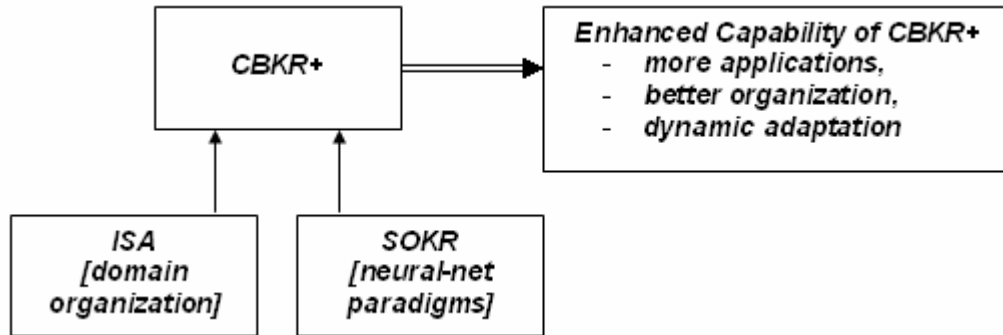 CBKR+
Enhanced Capability of CBKR+
- more applications,
- better organization,
- dynamic adaptation
ISA
[domain
organization]
SOKR
[neural-net
paradigms]